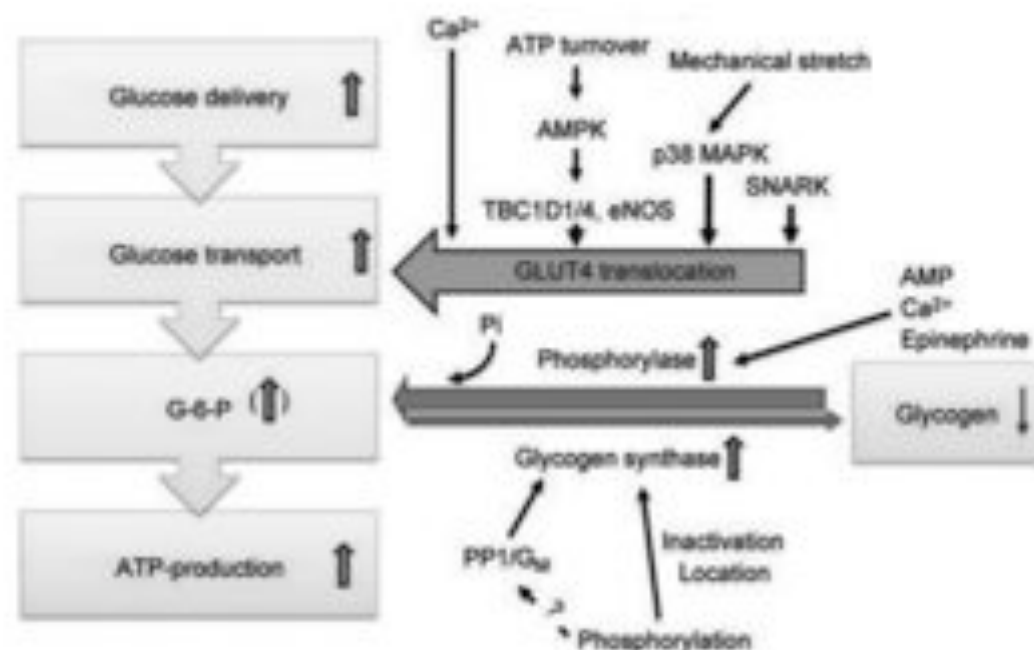 Ca2+
ATP turnover
Mechanical stretch
Glucose delivery
AMPK
p38 MAPK
SNARK
TBC1D1/4, eNOS
Glucose transport
GLUT4 translocation
AMP
Ca2+
Epinephrine
Pi
Phosphorylase
G-6-P
Glycogen
Glycogen synthase
ATP-production
PP1/GM
Inactivation
Location
?
Phosphorylation